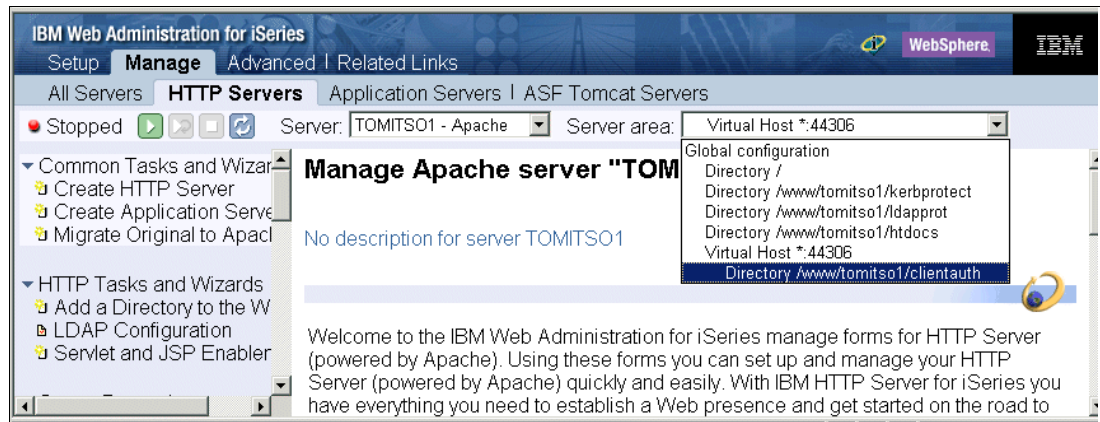 IBM Web Administration for iSeries
WebSphere.
IBM
Setup Manage Advanced | Related Links
All Servers HTTP Servers Application Servers | ASF Tomcat Servers
Stopped Server: TOMITSO1 - Apache Server area: Virtual Host *:44306
Global configuration
Directory /
Directory /www/tomitso1/kerbprotect
Directory /www/tomitso1/ldapprot
Directory /www/tomitso1/htdocs
Virtual Host *:44306
Directory /www/tomitso1/clientauth
Common Tasks and Wizar
Create HTTP Server
Create Application Serve
Migrate Original to Apacl
HTTP Tasks and Wizards
Add a Directory to the W
LDAP Configuration
Servlet and JSP Enabler
Manage Apache server "TOM
No description for server TOMITSO1
Welcome to the IBM Web Administration for iSeries manage forms for HTTP Server
(powered by Apache). Using these forms you can set up and manage your HTTP
Server (powered by Apache) quickly and easily. With IBM HTTP Server for iSeries you
have everything you need to establish a Web presence and get started on the road to